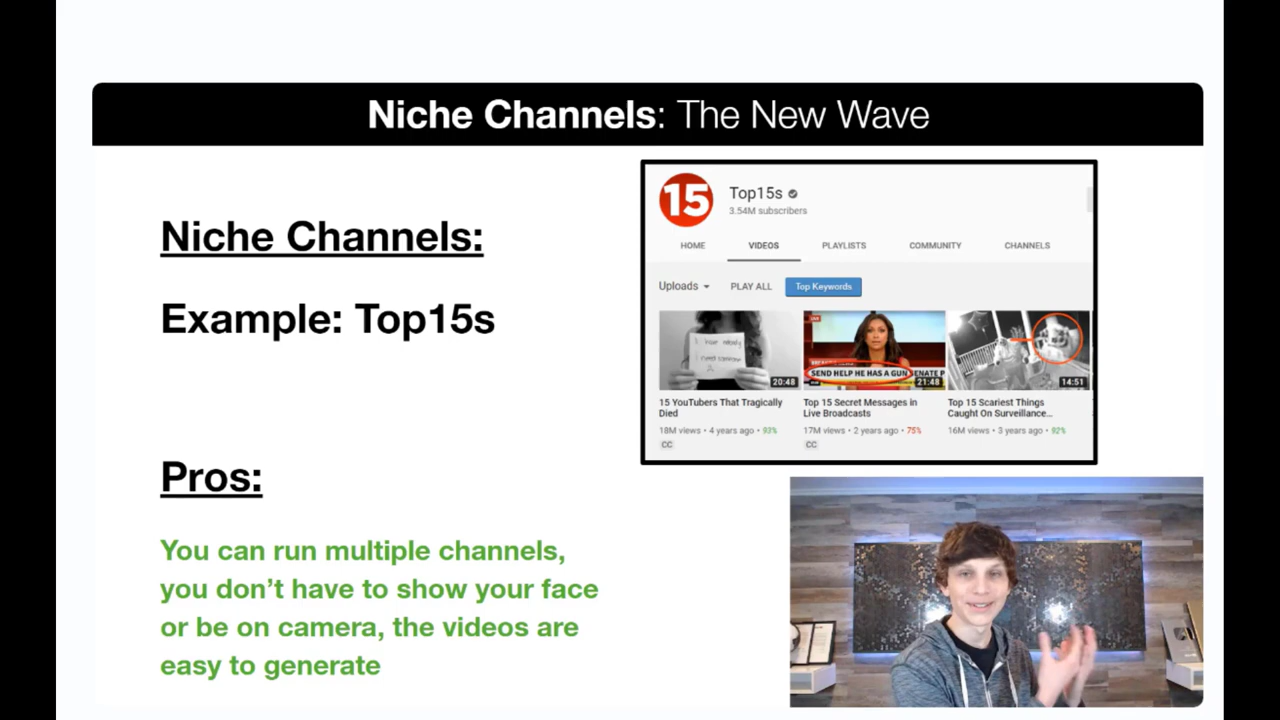 Niche Channels: The New Wave
Niche Channels:
Example: Top15s
Pros:
You can run multiple channels,
you don't have to show your face
or be on camera, the videos are
easy to generate
15
Top15s
3.54M subscribers
HOME VIDEOS PLAYLISTS COMMUNITY CHANNELS
Uploads PLAY ALL Top Keywords
I need someone
20:48
LIVE
SEND HELP HE HAS A GUN SENATE P
21:48
14:51
15 YouTubers That Tragically
Died
18M views • 4 years ago • 93%
CC
Top 15 Secret Messages in
Live Broadcasts
17M views • 2 years ago • 75%
CC
Top 15 Scariest Things
Caught On Surveillance...
16M views • 3 years ago • 92%